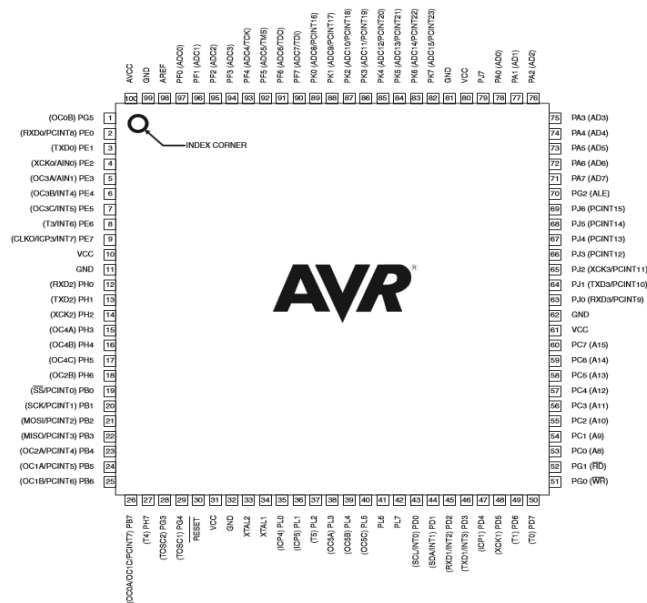 AVCC
GND
AREF
PF0 (ADC0)
PF1 (ADC1)
PF2 (ADC2)
PF3 (ADC3)
PF4 (ADC4/TCK)
PF5 (ADC5/TMS)
PF6 (ADC6/TDO)
PF7 (ADC7/TDI)
PK0 (ADC8/PCINT16)
PK1 (ADC9/PCINT17)
PK2 (ADC10/PCINT18)
PK3 (ADC11/PCINT19)
PK4 (ADC12/PCINT20)
PK5 (ADC13/PCINT21)
PK6 (ADC14/PCINT22)
PK7 (ADC15/PCINT23)
GND
VCC
PJ7
PA0 (AD0)
PA1 (AD1)
PA2 (AD2)
100 99 98 97 96 95 94 93 92 91 90 89 88 87 86 85 84 83 82 81 80 79 78 77 76
(OC0B) PG5 1
(RXD0/PCINT8) PE0 2
(TXD0) PE1 3
(XCK0/AIN0) PE2 4
(OC3A/AIN1) PE3 5
(OC3B/INT4) PE4 6
(OC3C/INT5) PE5 7
(T3/INT6) PE6 8
(CLKO/ICP3/INT7) PE7 9
VCC 10
GND 11
(RXD2) PH0 12
(TXD2) PH1 13
(XCK2) PH2 14
(OC4A) PH3 15
(OC4B) PH4 16
(OC4C) PH5 17
(OC2B) PH6 18
(SS/PCINT0) PB0 19
(SCK/PCINT1) PB1 20
(MOSI/PCINT2) PB2 21
(MISO/PCINT3) PB3 22
(OC2A/PCINT4) PB4 23
(OC1A/PCINT5) PB5 24
(OC1B/PCINT6) PB6 25
INDEX CORNER
AVR®
75 PA3 (AD3)
74 PA4 (AD4)
73 PA5 (AD5)
72 PA6 (AD6)
71 PA7 (AD7)
70 PG2 (ALE)
69 PJ6 (PCINT15)
68 PJ5 (PCINT14)
67 PJ4 (PCINT13)
66 PJ3 (PCINT12)
65 PJ2 (XCK3/PCINT11)
64 PJ1 (TXD3/PCINT10)
63 PJ0 (RXD3/PCINT9)
62 GND
61 VCC
60 PC7 (A15)
59 PC6 (A14)
58 PC5 (A13)
57 PC4 (A12)
56 PC3 (A11)
55 PC2 (A10)
54 PC1 (A9)
53 PC0 (A8)
52 PG1 (RD)
51 PG0 (WR)
26 27 28 29 30 31 32 33 34 35 36 37 38 39 40 41 42 43 44 45 46 47 48 49 50
(OC0A/OC1C/PCINT7) PB7
(T4) PH7
(TOSC2) PG3
(TOSC1) PG4
RESET
VCC
GND
XTAL2
XTAL1
(ICP4) PL0
(ICP5) PL1
(T5) PL2
(OC5A) PL3
(OC5B) PL4
(OC5C) PL5
PL6
PL7
(SCL/INT0) PD0
(SDA/INT1) PD1
(RXD1/INT2) PD2
(TXD1/INT3) PD3
(ICP1) PD4
(XCK1) PD5
(T1) PD6
(T0) PD7